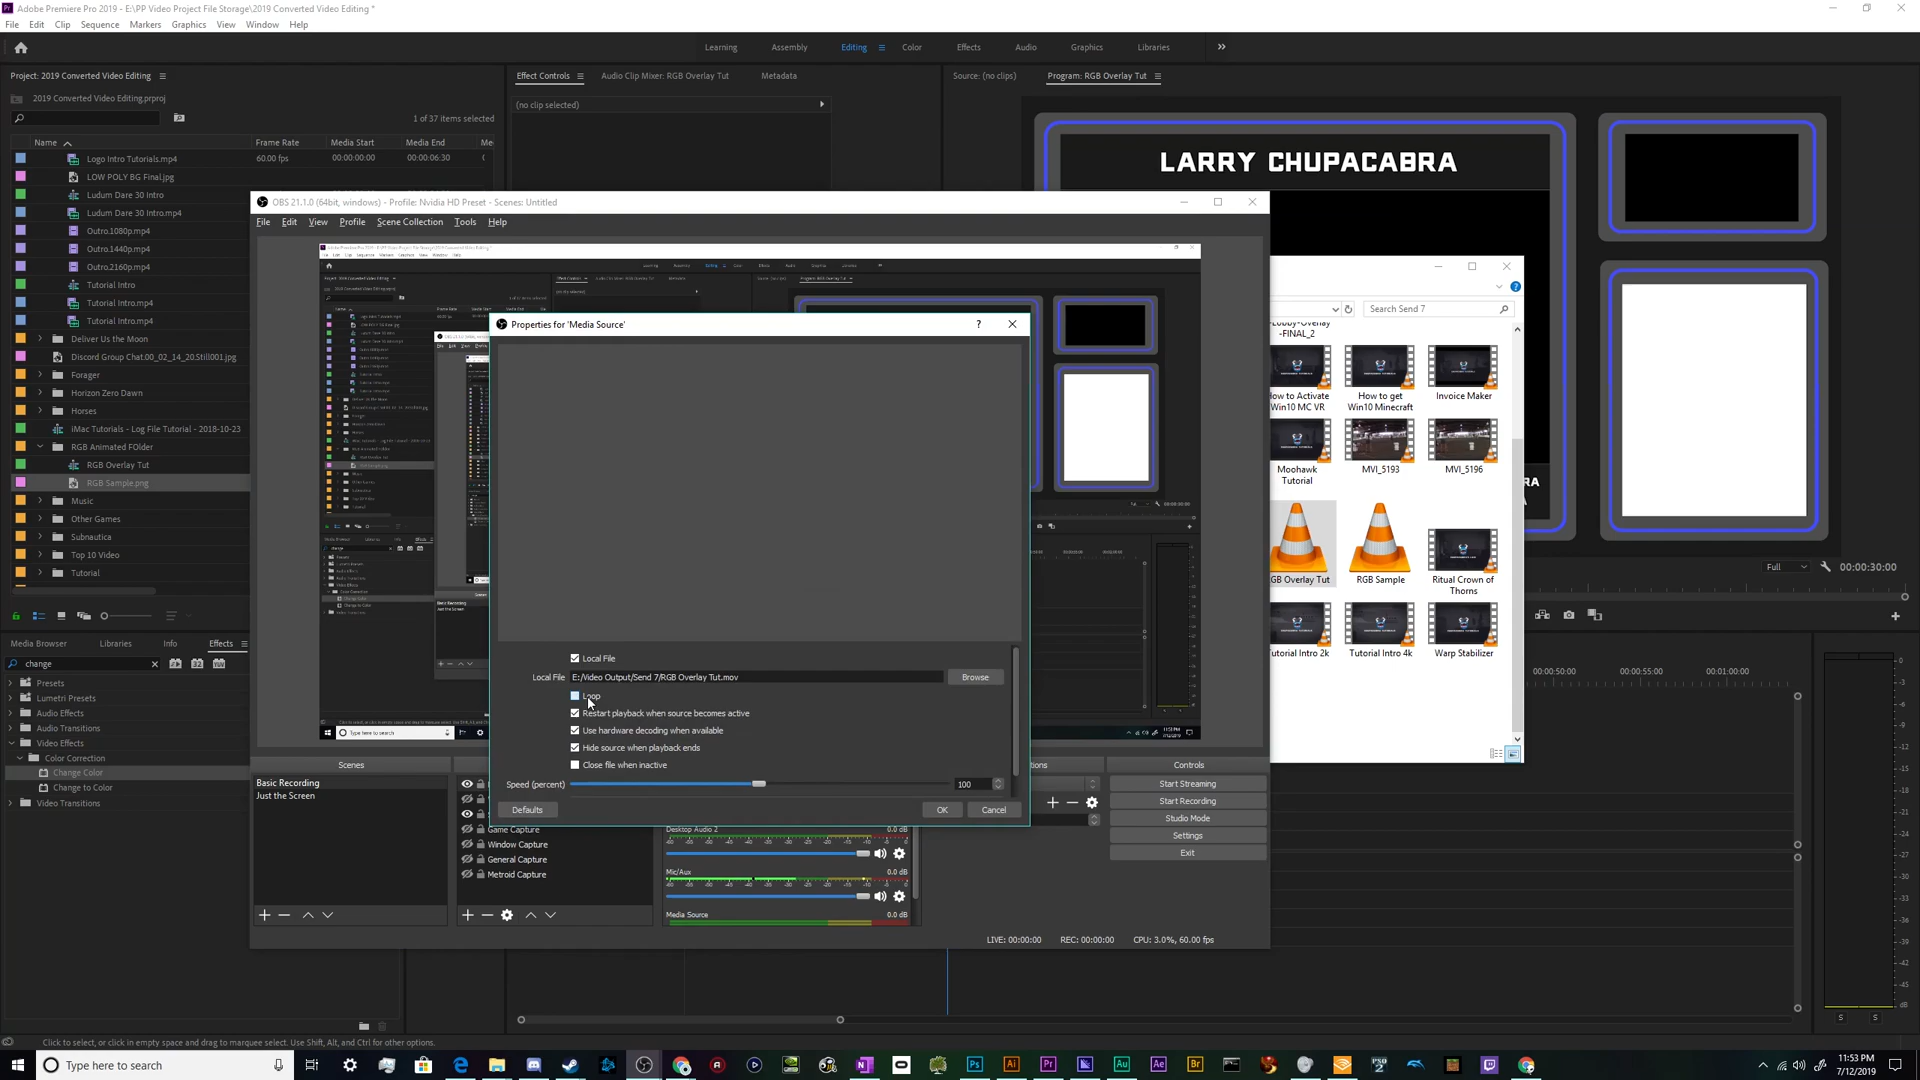 Adobe Premiere Pro 2019 - E:\PP Video Project File Storage\2019 Converted Video Editing *
File Edit Clip Sequence Markers Graphics View Window Help
Learning Assembly Editing Color Effects Audio Graphics Libraries
Project: 2019 Converted Video Editing
Effect Controls Audio Clip Mixer: RGB Overlay Tut Metadata
Source: (no clips) Program: RGB Overlay Tut
2019 Converted Video Editing.prproj
(no clip selected)
1 of 37 items selected
Name Frame Rate Media Start Media End Me
Logo Intro Tutorials.mp4 60.00 fps 00:00:00:00 00:00:06:30
LOW POLY BG Final.jpg
Ludum Dare 30 Intro
Ludum Dare 30 Intro.mp4
Outro.1080p.mp4
Outro.1440p.mp4
Outro.2160p.mp4
Tutorial Intro
Tutorial Intro.mp4
Tutorial Intro.mp4
Deliver Us the Moon
Discord Group Chat.00_02_14_20.Still001.jpg
Forager
Horizon Zero Dawn
Horses
iMac Tutorials - Log File Tutorial - 2018-10-23
RGB Animated FOlder
RGB Overlay Tut
RGB Sample.png
Music
Other Games
Subnautica
Top 10 Video
Tutorial
Media Browser Libraries Info Effects
change
Presets
Lumetri Presets
Audio Effects
Audio Transitions
Video Effects
Color Correction
Change Color
Change to Color
Video Transitions
LARRY CHUPACABRA
Full 00:00:30:00
00:00:50:00 00:00:55:00 00:01:00:00
OBS 21.1.0 (64bit, windows) - Profile: Nvidia HD Preset - Scenes: Untitled
File Edit View Profile Scene Collection Tools Help
Properties for 'Media Source'
Local File
Local File E:/Video Output/Send 7/RGB Overlay Tut.mov Browse
Loop
Restart playback when source becomes active
Use hardware decoding when available
Hide source when playback ends
Close file when inactive
Speed (percent) 100
Defaults OK Cancel
Scenes
Basic Recording
Just the Screen
Game Capture
Window Capture
General Capture
Metroid Capture
Desktop Audio 2 0.0 dB
Mic/Aux 0.0 dB
Media Source 0.0 dB
Controls
Start Streaming
Start Recording
Studio Mode
Settings
Exit
LIVE: 00:00:00 REC: 00:00:00 CPU: 3.0%, 60.00 fps
Search Send 7
-Lobby-Overlay
-FINAL_2
How to Activate
Win10 MC VR
How to get
Win10 Minecraft
Invoice Maker
Moohawk
Tutorial
MVI_5193
MVI_5196
GB Overlay Tut
RGB Sample
Ritual Crown of
Thorns
Tutorial Intro 2k
Tutorial Intro 4k
Warp Stabilizer
Click to select, or click in empty space and drag to marquee select. Use Shift, Alt, and Ctrl for other options.
Type here to search
11:53 PM
7/12/2019